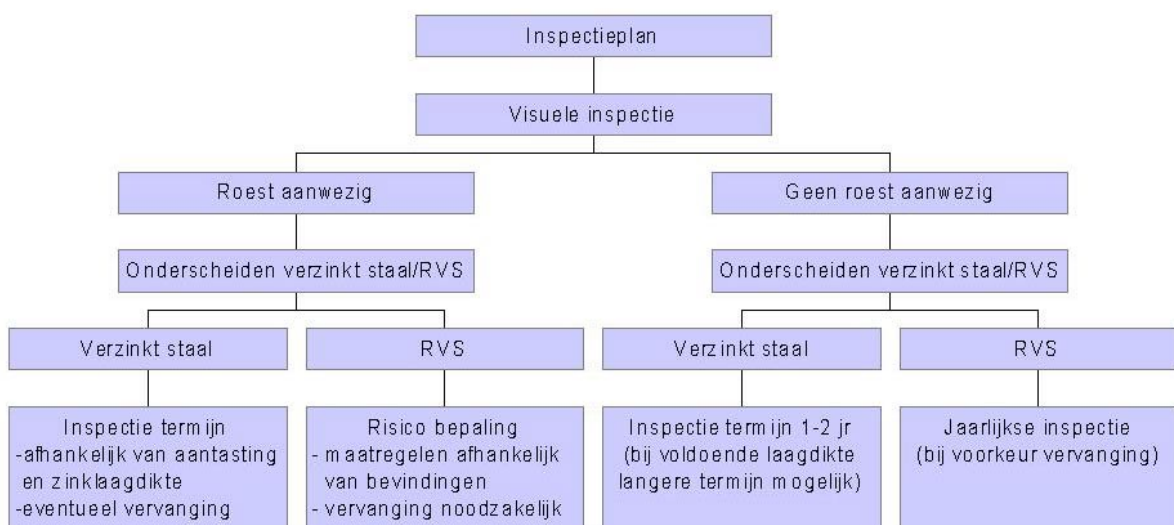 Inspectieplan
Visuele inspectie
Roest aanwezig
Geen roest aanwezig
Onderscheiden verzinkt staal/RVS
Onderscheiden verzinkt staal/RVS
Verzinkt staal
RVS
Verzinkt staal
RVS
Inspectie termijn
-afhankelijk van aantasting
en zinklaagdikte
-eventueel vervanging
Risico bepaling
- maatregelen afhankelijk
van bevindingen
- vervanging noodzakelijk
Inspectie termijn 1-2 jr
(bij voldoende laagdikte
langere termijn mogelijk)
Jaarlijkse inspectie
(bij voorkeur vervanging)